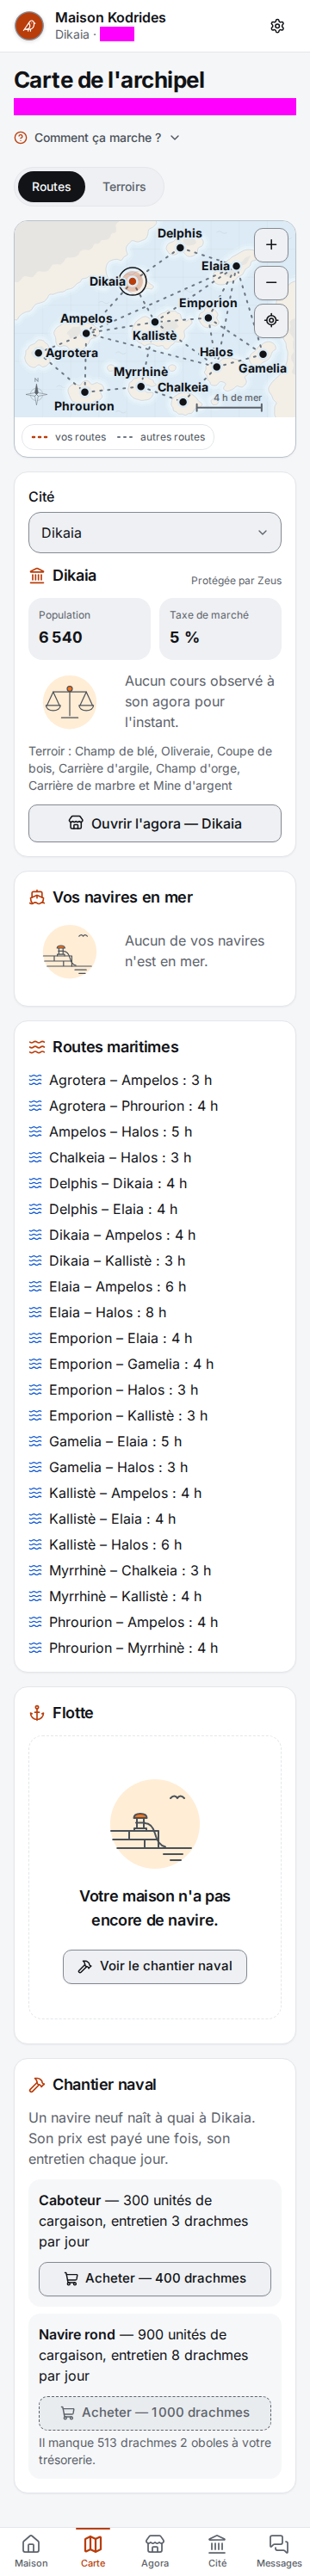 Maison Kodrides
Dikaia ·
Carte de l'archipel
Comment ça marche ?
Routes
Terroirs
Delphis
Elaia
Dikaia
Emporion
Ampelos
Kallistè
Agrotera
Halos
Gamelia
Myrrhinè
Chalkeia
N
4 h de mer
Phrourion
vos routes
autres routes
Cité
Dikaia
Dikaia
Protégée par Zeus
Population
6 540
Taxe de marché
5 %
Aucun cours observé à
son agora pour
l'instant.
Terroir : Champ de blé, Oliveraie, Coupe de
bois, Carrière d'argile, Champ d'orge,
Carrière de marbre et Mine d'argent
Ouvrir l'agora — Dikaia
Vos navires en mer
Aucun de vos navires
n'est en mer.
Routes maritimes
Agrotera – Ampelos : 3 h
Agrotera – Phrourion : 4 h
Ampelos – Halos : 5 h
Chalkeia – Halos : 3 h
Delphis – Dikaia : 4 h
Delphis – Elaia : 4 h
Dikaia – Ampelos : 4 h
Dikaia – Kallistè : 3 h
Elaia – Ampelos : 6 h
Elaia – Halos : 8 h
Emporion – Elaia : 4 h
Emporion – Gamelia : 4 h
Emporion – Halos : 3 h
Emporion – Kallistè : 3 h
Gamelia – Elaia : 5 h
Gamelia – Halos : 3 h
Kallistè – Ampelos : 4 h
Kallistè – Elaia : 4 h
Kallistè – Halos : 6 h
Myrrhinè – Chalkeia : 3 h
Myrrhinè – Kallistè : 4 h
Phrourion – Ampelos : 4 h
Phrourion – Myrrhinè : 4 h
Flotte
Votre maison n'a pas
encore de navire.
Voir le chantier naval
Chantier naval
Un navire neuf naît à quai à Dikaia.
Son prix est payé une fois, son
entretien chaque jour.
Caboteur — 300 unités de
cargaison, entretien 3 drachmes
par jour
Acheter — 400 drachmes
Navire rond — 900 unités de
cargaison, entretien 8 drachmes
par jour
Acheter — 1 000 drachmes
Il manque 513 drachmes 2 oboles à votre
trésorerie.
Maison
Carte
Agora
Cité
Messages